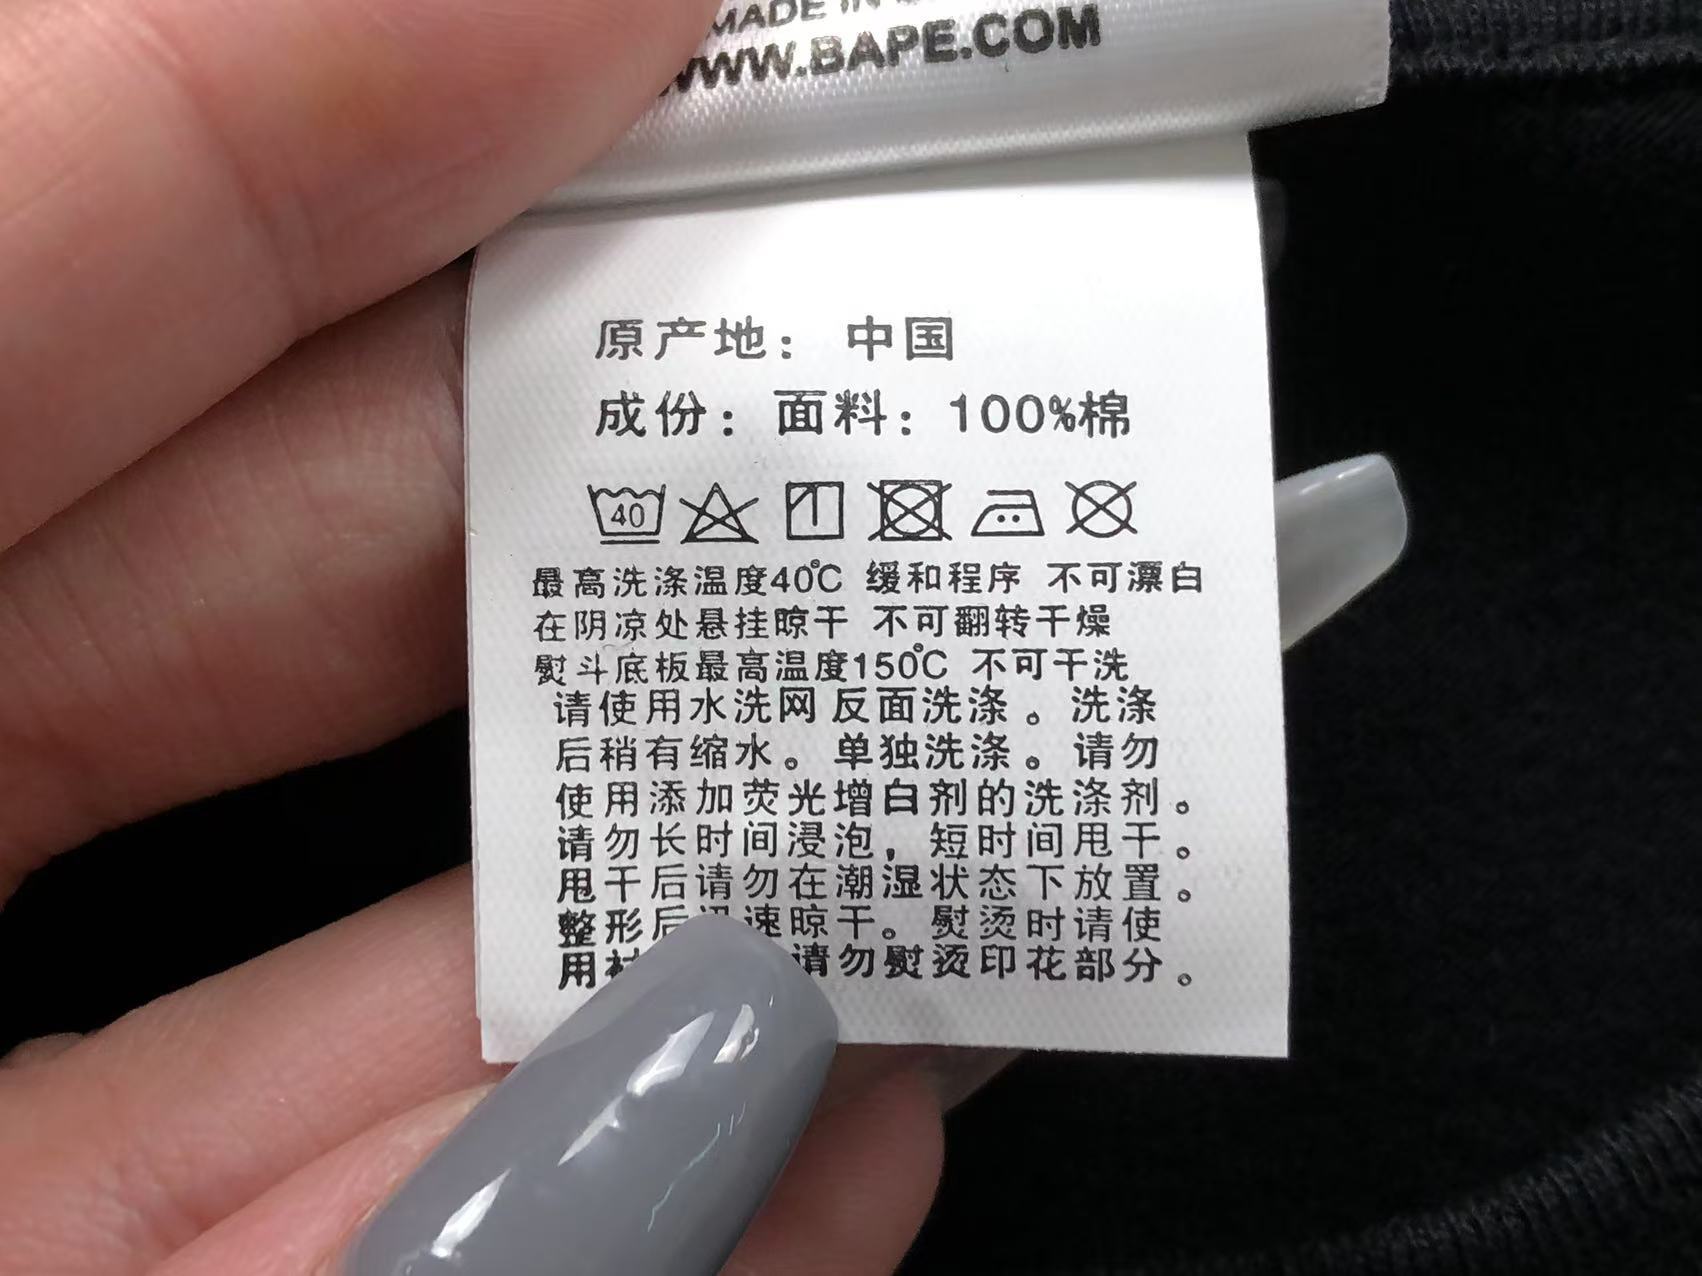 MADE IN
WWW.BAPE.COM
原产地：中国
成份：面料：100%棉
40
最高洗涤温度40℃ 缓和程序 不可漂白
在阴凉处悬挂晾干 不可翻转干燥
熨斗底板最高温度150℃ 不可干洗
请使用水洗网反面洗涤。洗涤
后稍有缩水。单独洗涤。请勿
使用添加荧光增白剂的洗涤剂。
请勿长时间浸泡，短时间甩干。
甩干后请勿在潮湿状态下放置。
整形后迅速晾干。熨烫时请使
用 请勿熨烫印花部分。